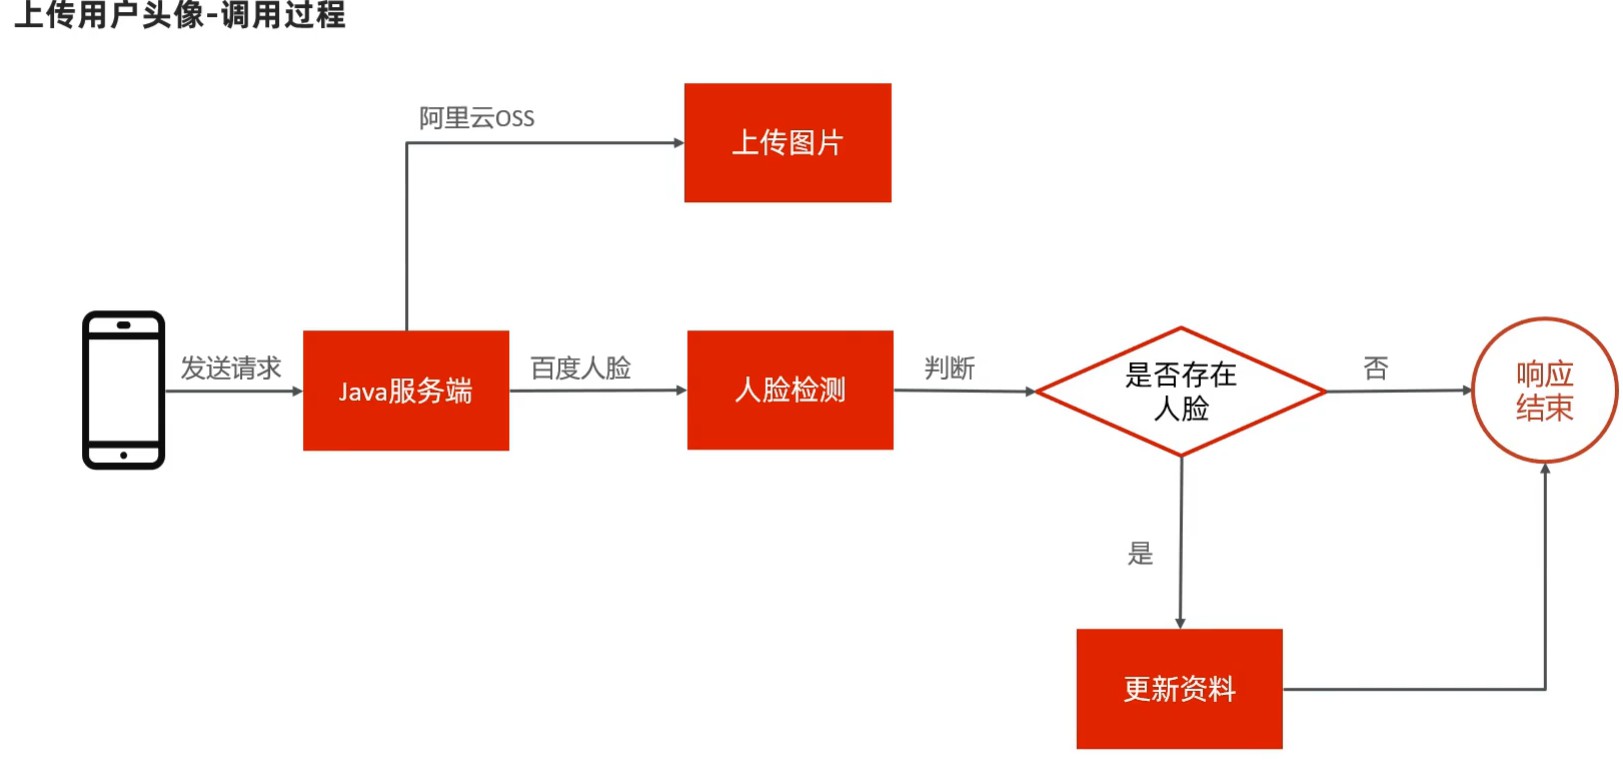 上传用户头像-调用过程
阿里云OSS
上传图片
发送请求
Java服务端
百度人脸
人脸检测
判断
是否存在
人脸
否
响应
结束
是
更新资料